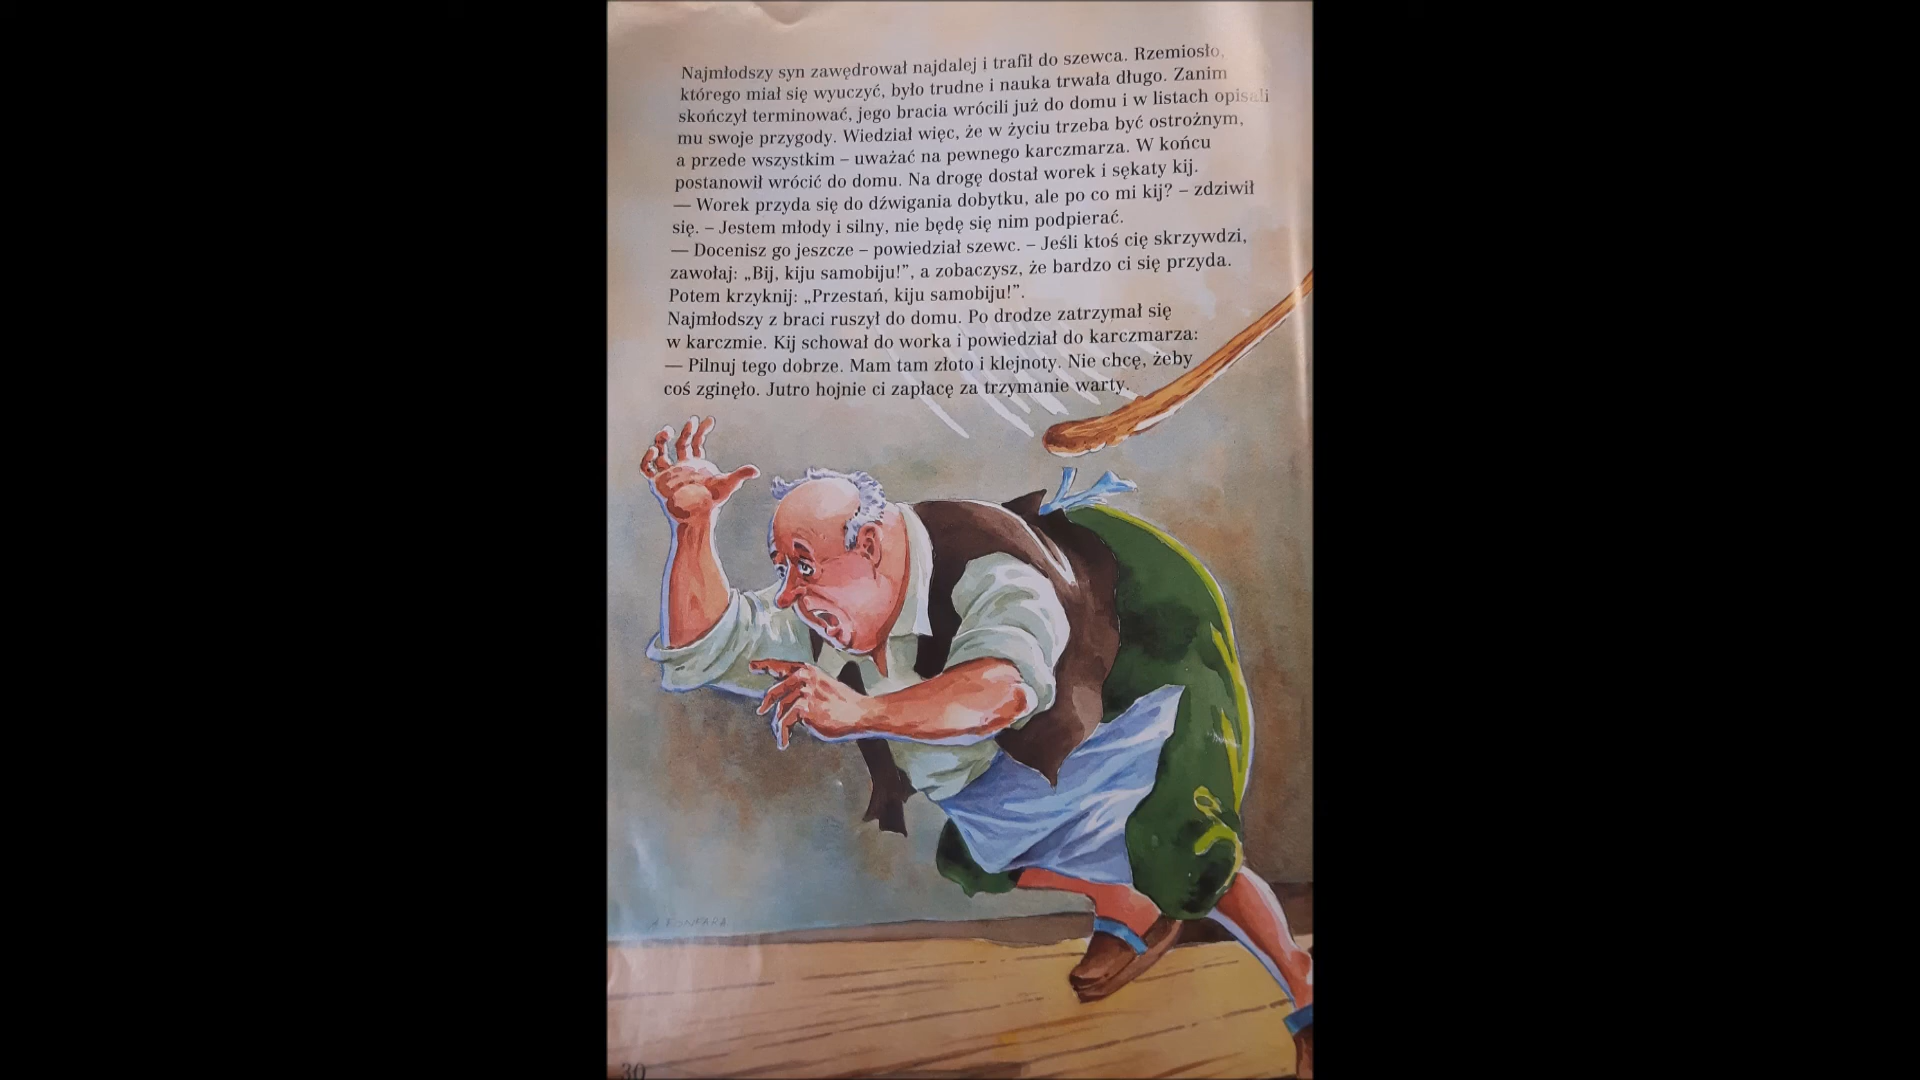 Najmłodszy syn zawędrował najdalej i trafił do szewca. Rzemiosło,
którego miał się wyuczyć, było trudne i nauka trwała długo. Zanim
skończył terminować, jego bracia wrócili już do domu i w listach opisali
mu swoje przygody. Wiedział więc, że w życiu trzeba być ostrożnym,
a przede wszystkim – uważać na pewnego karczmarza. W końcu
postanowił wrócić do domu. Na drogę dostał worek i sękaty kij.
— Worek przyda się do dźwigania dobytku, ale po co mi kij? – zdziwił
się. – Jestem młody i silny, nie będę się nim podpierać.
— Docenisz go jeszcze – powiedział szewc. – Jeśli ktoś cię skrzywdzi,
zawołaj: „Bij, kiju samobiju!”, a zobaczysz, że bardzo ci się przyda.
Potem krzyknij: „Przestań, kiju samobiju!”.
Najmłodszy z braci ruszył do domu. Po drodze zatrzymał się
w karczmie. Kij schował do worka i powiedział do karczmarza:
— Pilnuj tego dobrze. Mam tam złoto i klejnoty. Nie chcę, żeby
coś zginęło. Jutro hojnie ci zapłacę za trzymanie warty.
A FONFARA
30